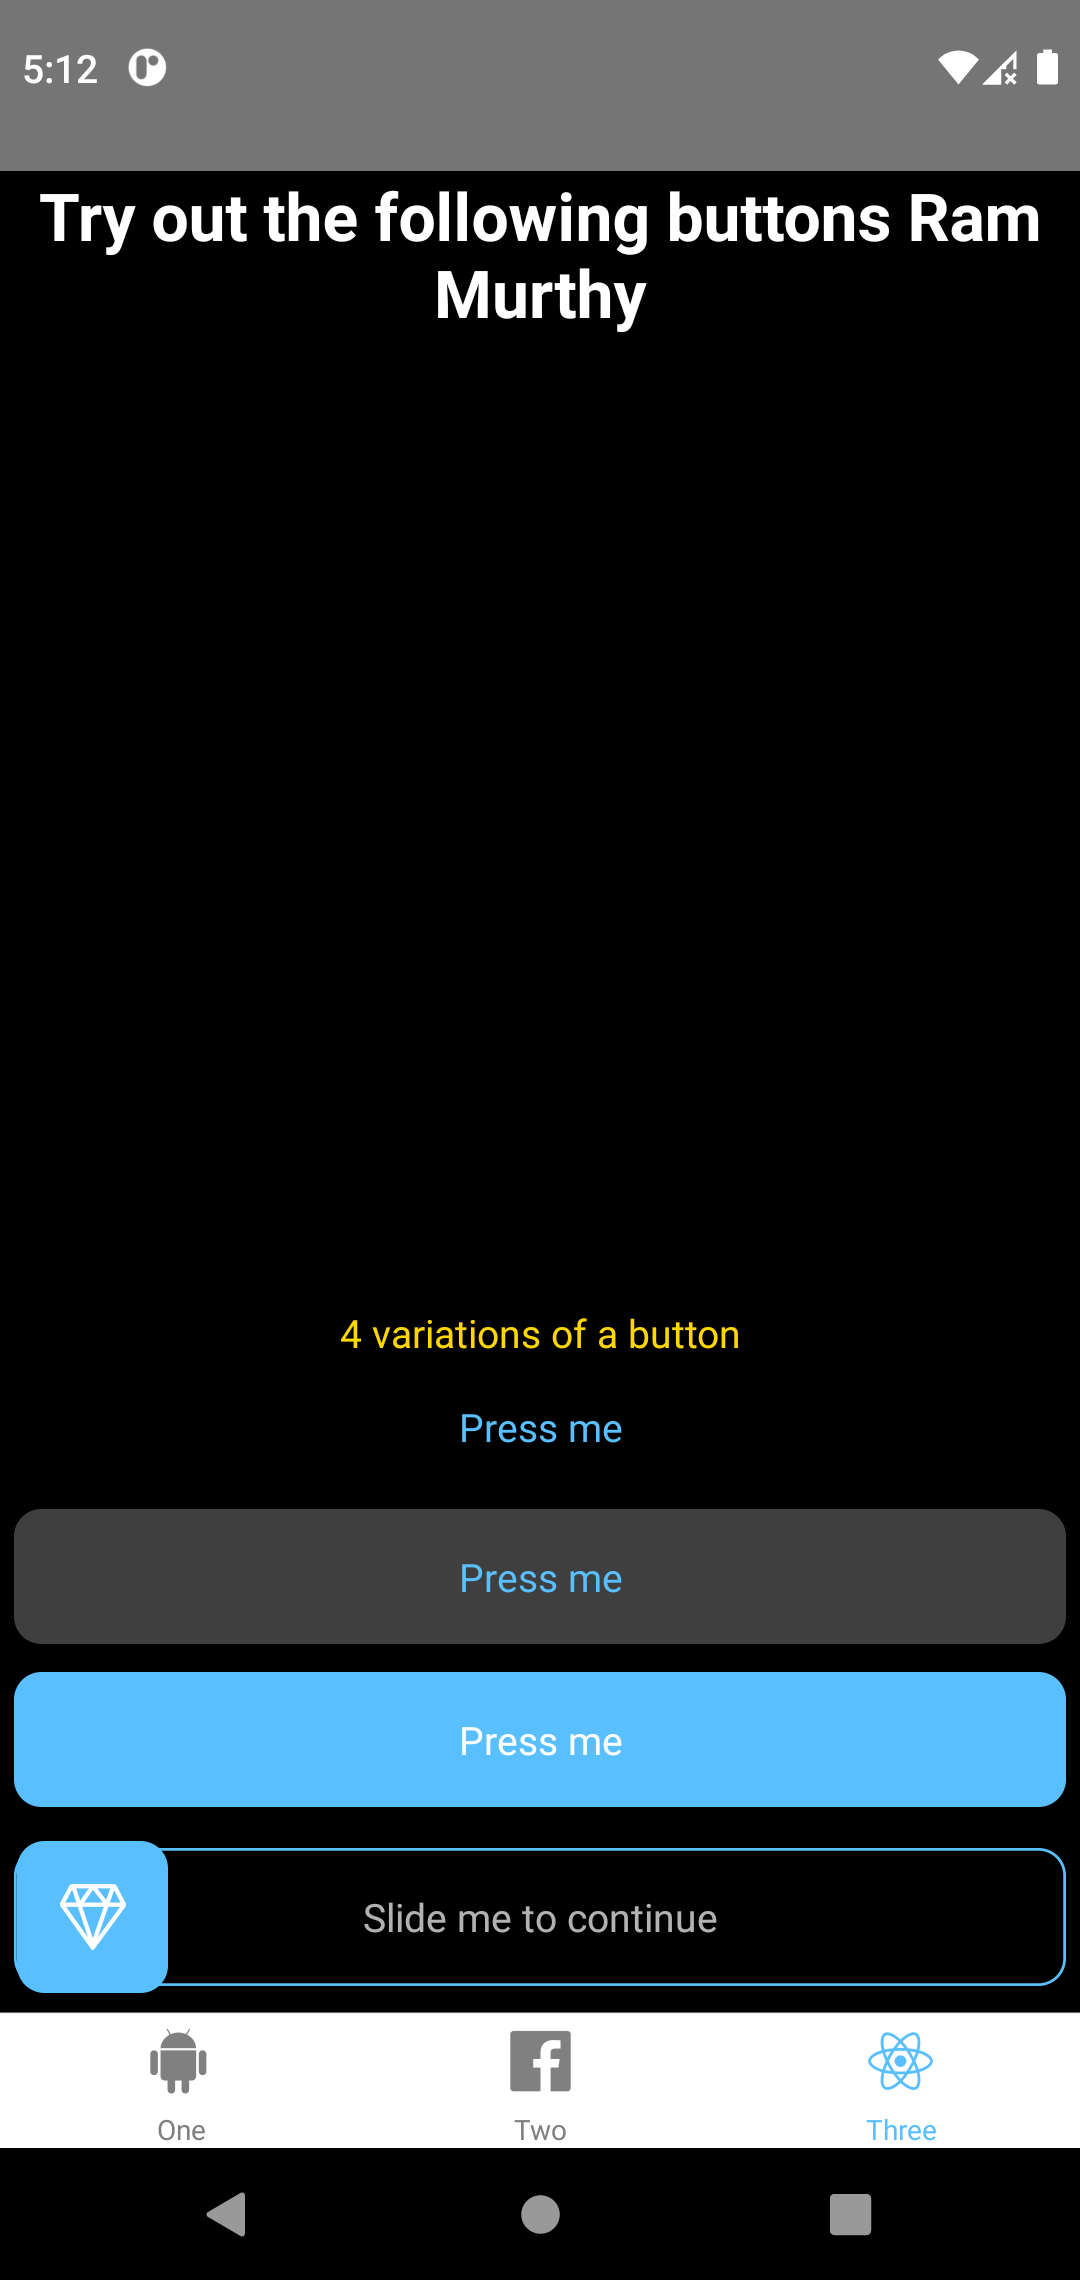 5:12
Try out the following buttons Ram
Murthy
4 variations of a button
Press me
Press me
Press me
Slide me to continue
One
Two
Three